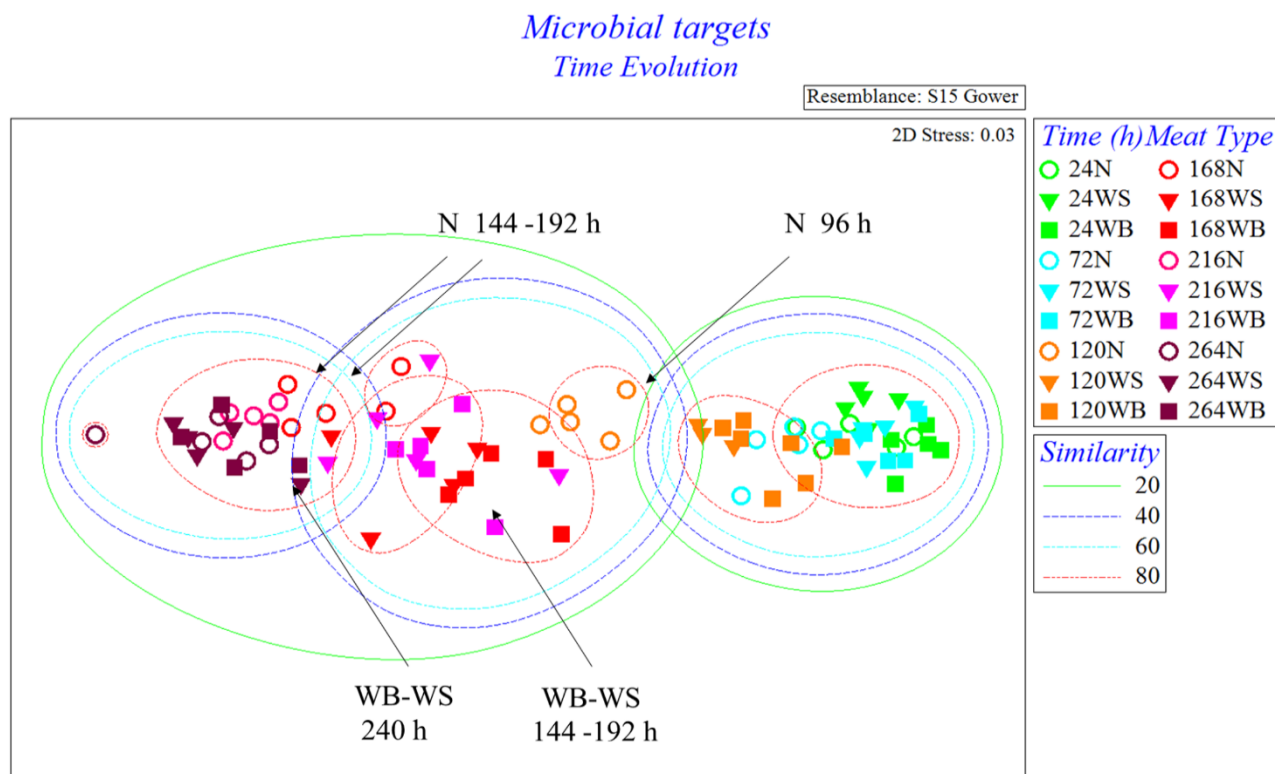 Microbial targets
Time Evolution
Resemblance: S15 Gower
2D Stress: 0.03
N 144 -192 h
N 96 h
WB-WS
240 h
WB-WS
144 -192 h
Time (h) Meat Type
24N 168N
24WS 168WS
24WB 168WB
72N 216N
72WS 216WS
72WB 216WB
120N 264N
120WS 264WS
120WB 264WB
Similarity
20
40
60
80